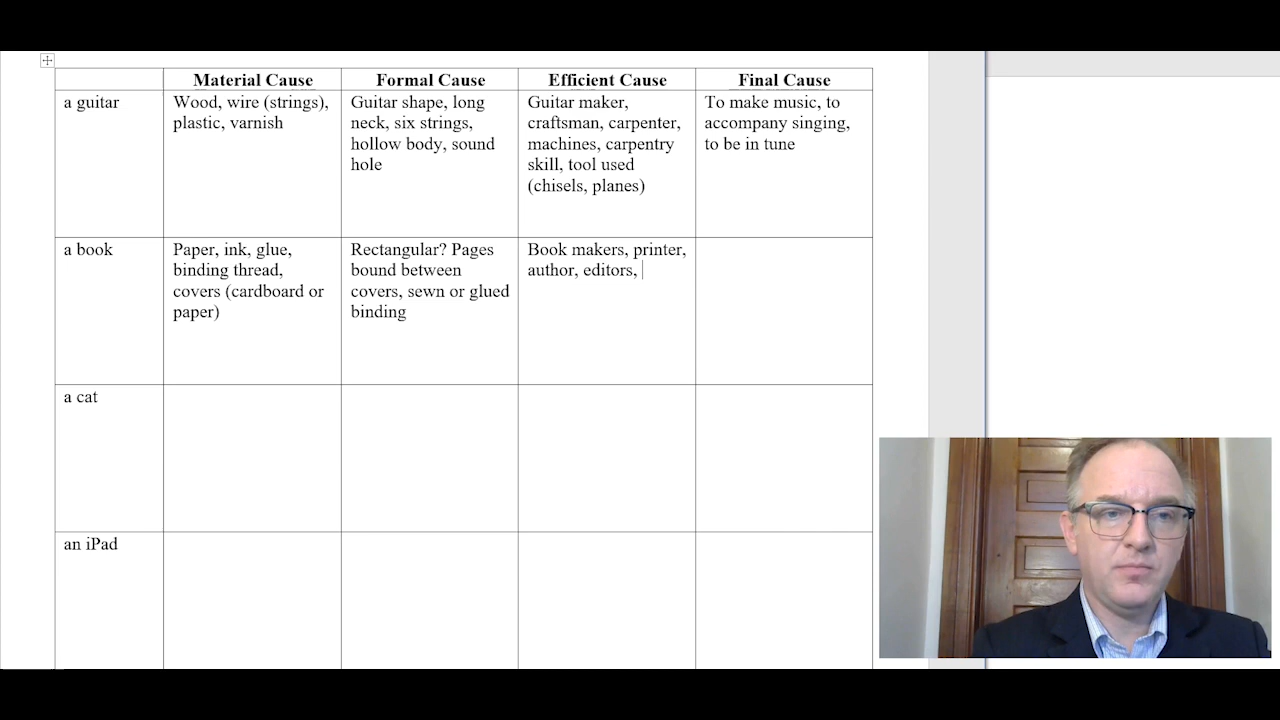 Material Cause Formal Cause Efficient Cause Final Cause
a guitar
Wood, wire (strings),
plastic, varnish
Guitar shape, long
neck, six strings,
hollow body, sound
hole
Guitar maker,
craftsman, carpenter,
machines, carpentry
skill, tool used
(chisels, planes)
To make music, to
accompany singing,
to be in tune
a book
Paper, ink, glue,
binding thread,
covers (cardboard or
paper)
Rectangular? Pages
bound between
covers, sewn or glued
binding
Book makers, printer,
author, editors,
a cat
an iPad